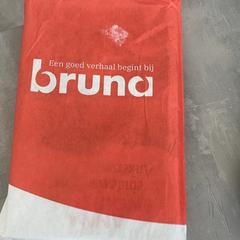 Een goed verhaal begint bij
bruna